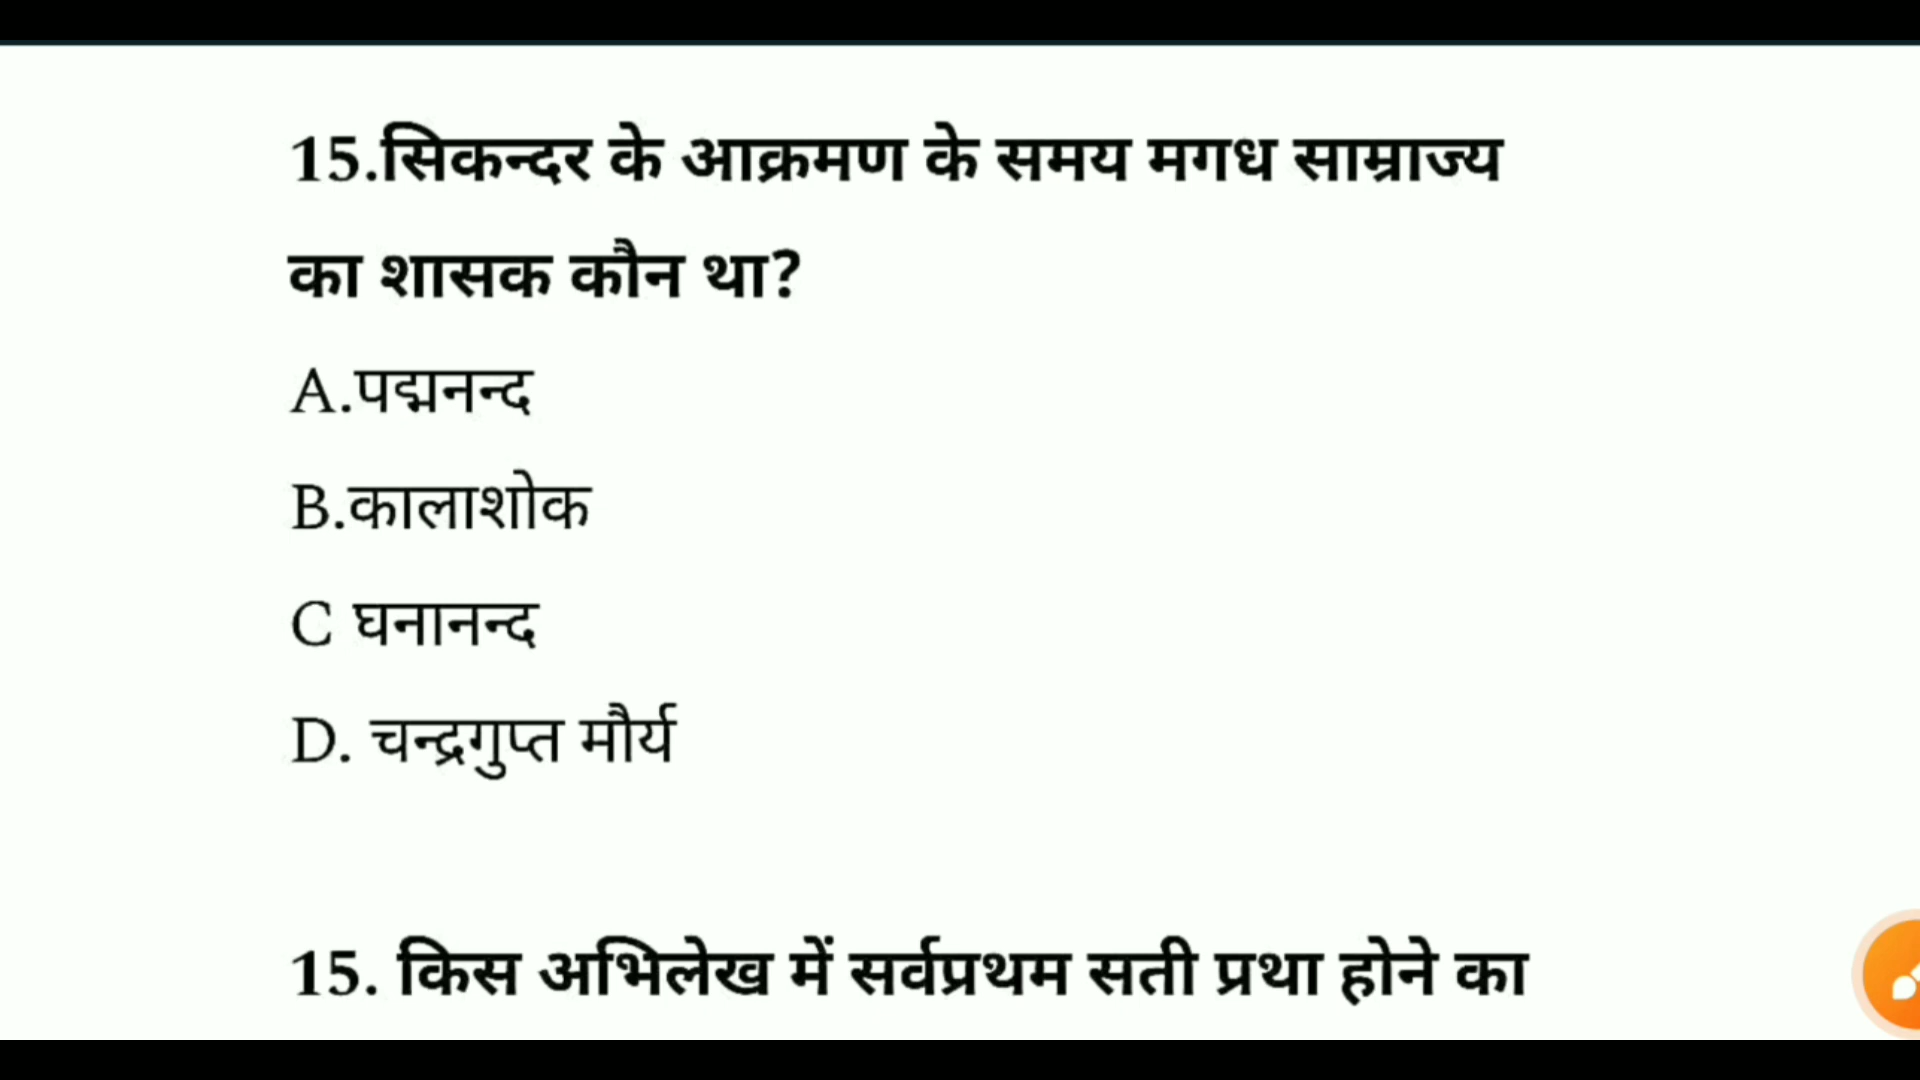 15.सिकन्दर के आक्रमण के समय मगध साम्राज्य
का शासक कौन था?
A.पद्मनन्द
B.कालाशोक
C घनानन्द
D. चन्द्रगुप्त मौर्य
15. किस अभिलेख में सर्वप्रथम सती प्रथा होने का